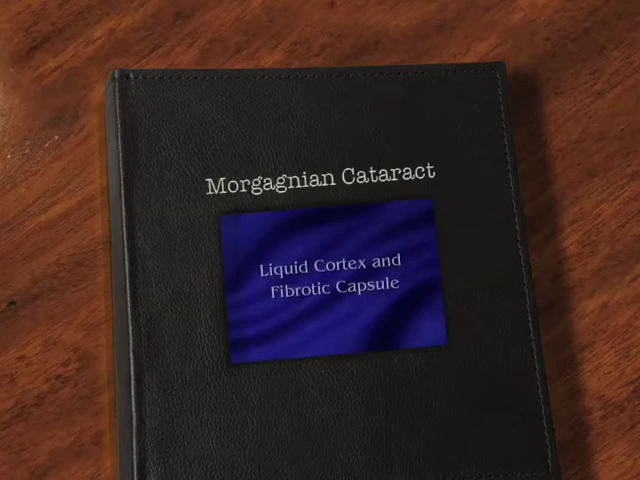 Morgagnian Cataract
Liquid Cortex and
Fibrotic Capsule